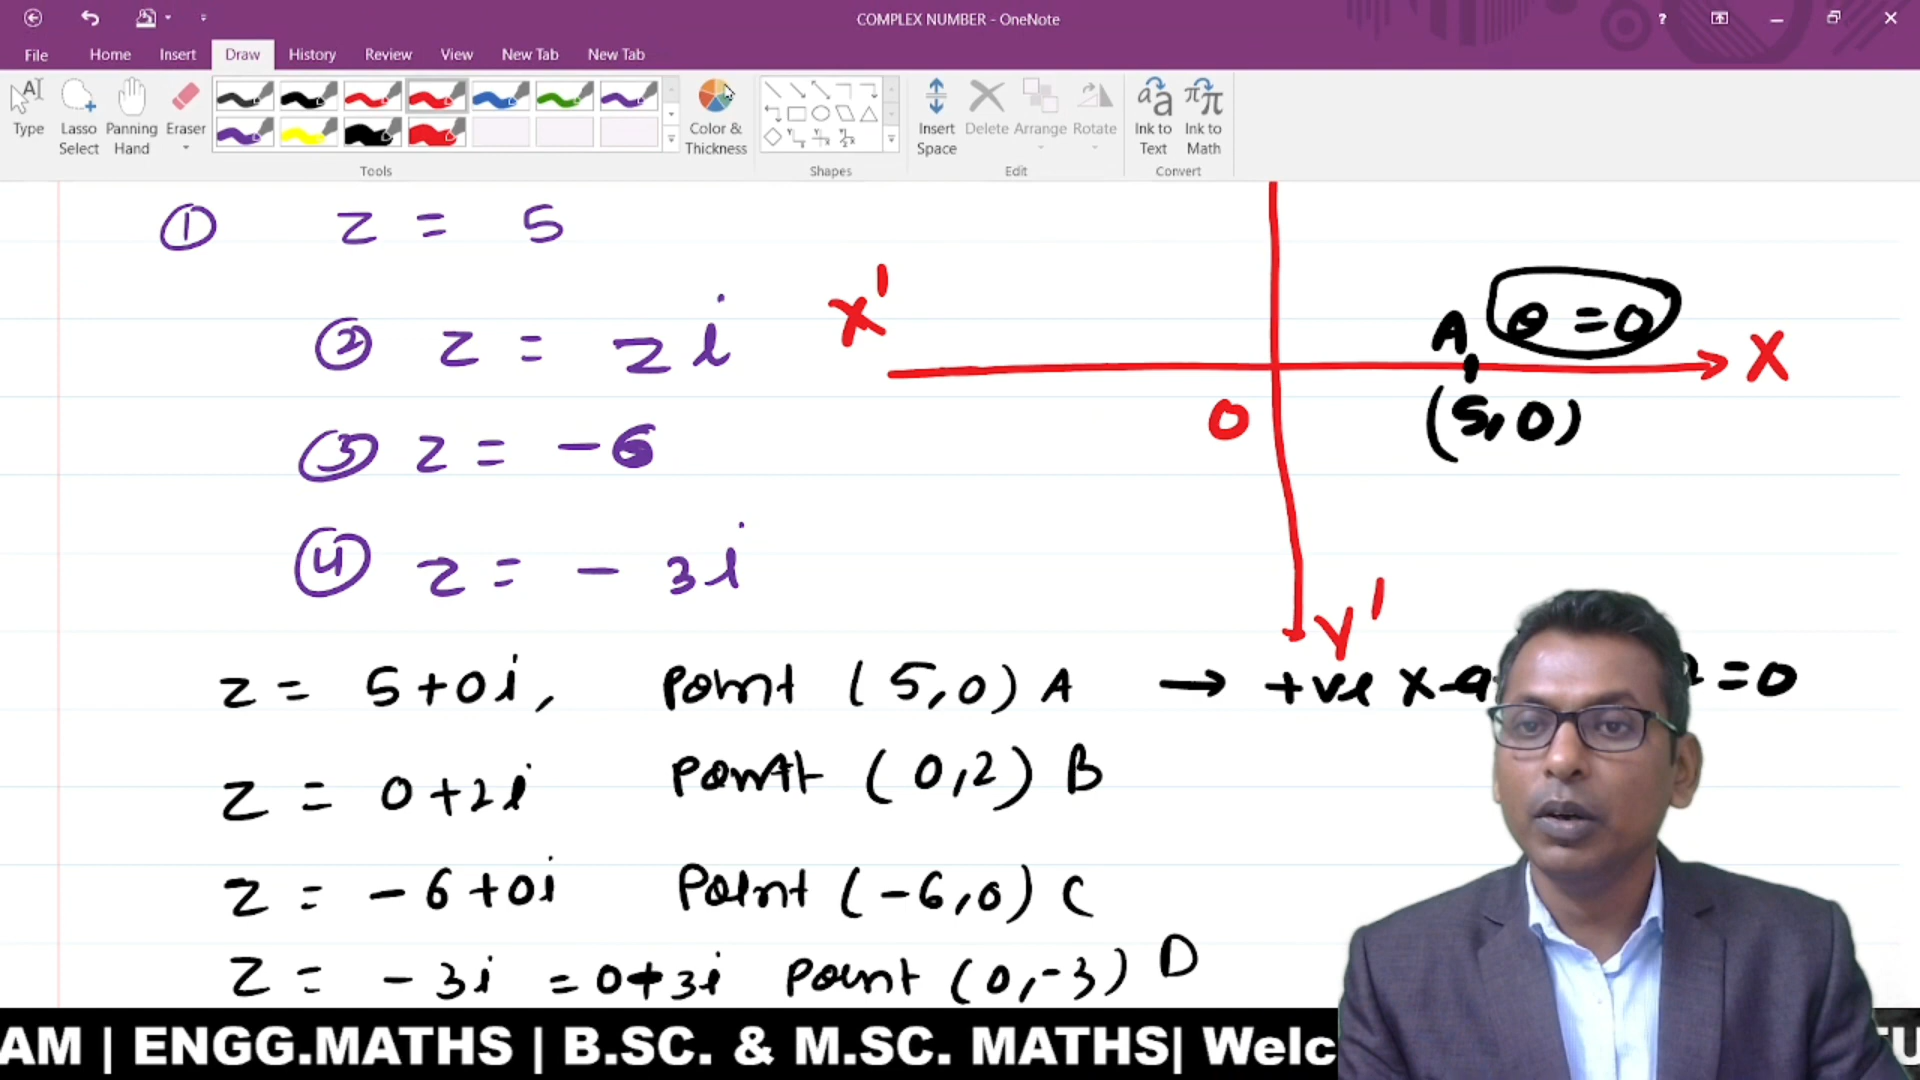 COMPLEX NUMBER - OneNote
?
File Home Insert Draw History Review View New Tab New Tab
Type
Lasso Select
Panning Hand
Eraser
Color & Thickness
Insert Space
Delete
Arrange
Rotate
Ink to Text
Ink to Math
Tools
Shapes
Edit
Convert
① z = 5
② z = 2i
③ z = -6
④ z = - 3i
X'
A θ = 0
X
O
(5,0)
Y'
z = 5+0i, Point (5,0) A → +ve X-a =0
z = 0+2i Point (0,2) B
z = -6+0i Point (-6,0) C
z = -3i = 0+3i Point (0,-3) D
AM | ENGG.MATHS | B.SC. & M.SC. MATHS| Welc